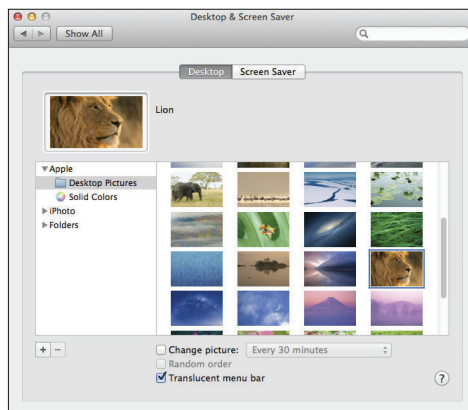 Desktop & Screen Saver
Show All
Desktop Screen Saver
Lion
Apple
Desktop Pictures
Solid Colors
iPhoto
Folders
+ −
Change picture: Every 30 minutes
Random order
Translucent menu bar
?